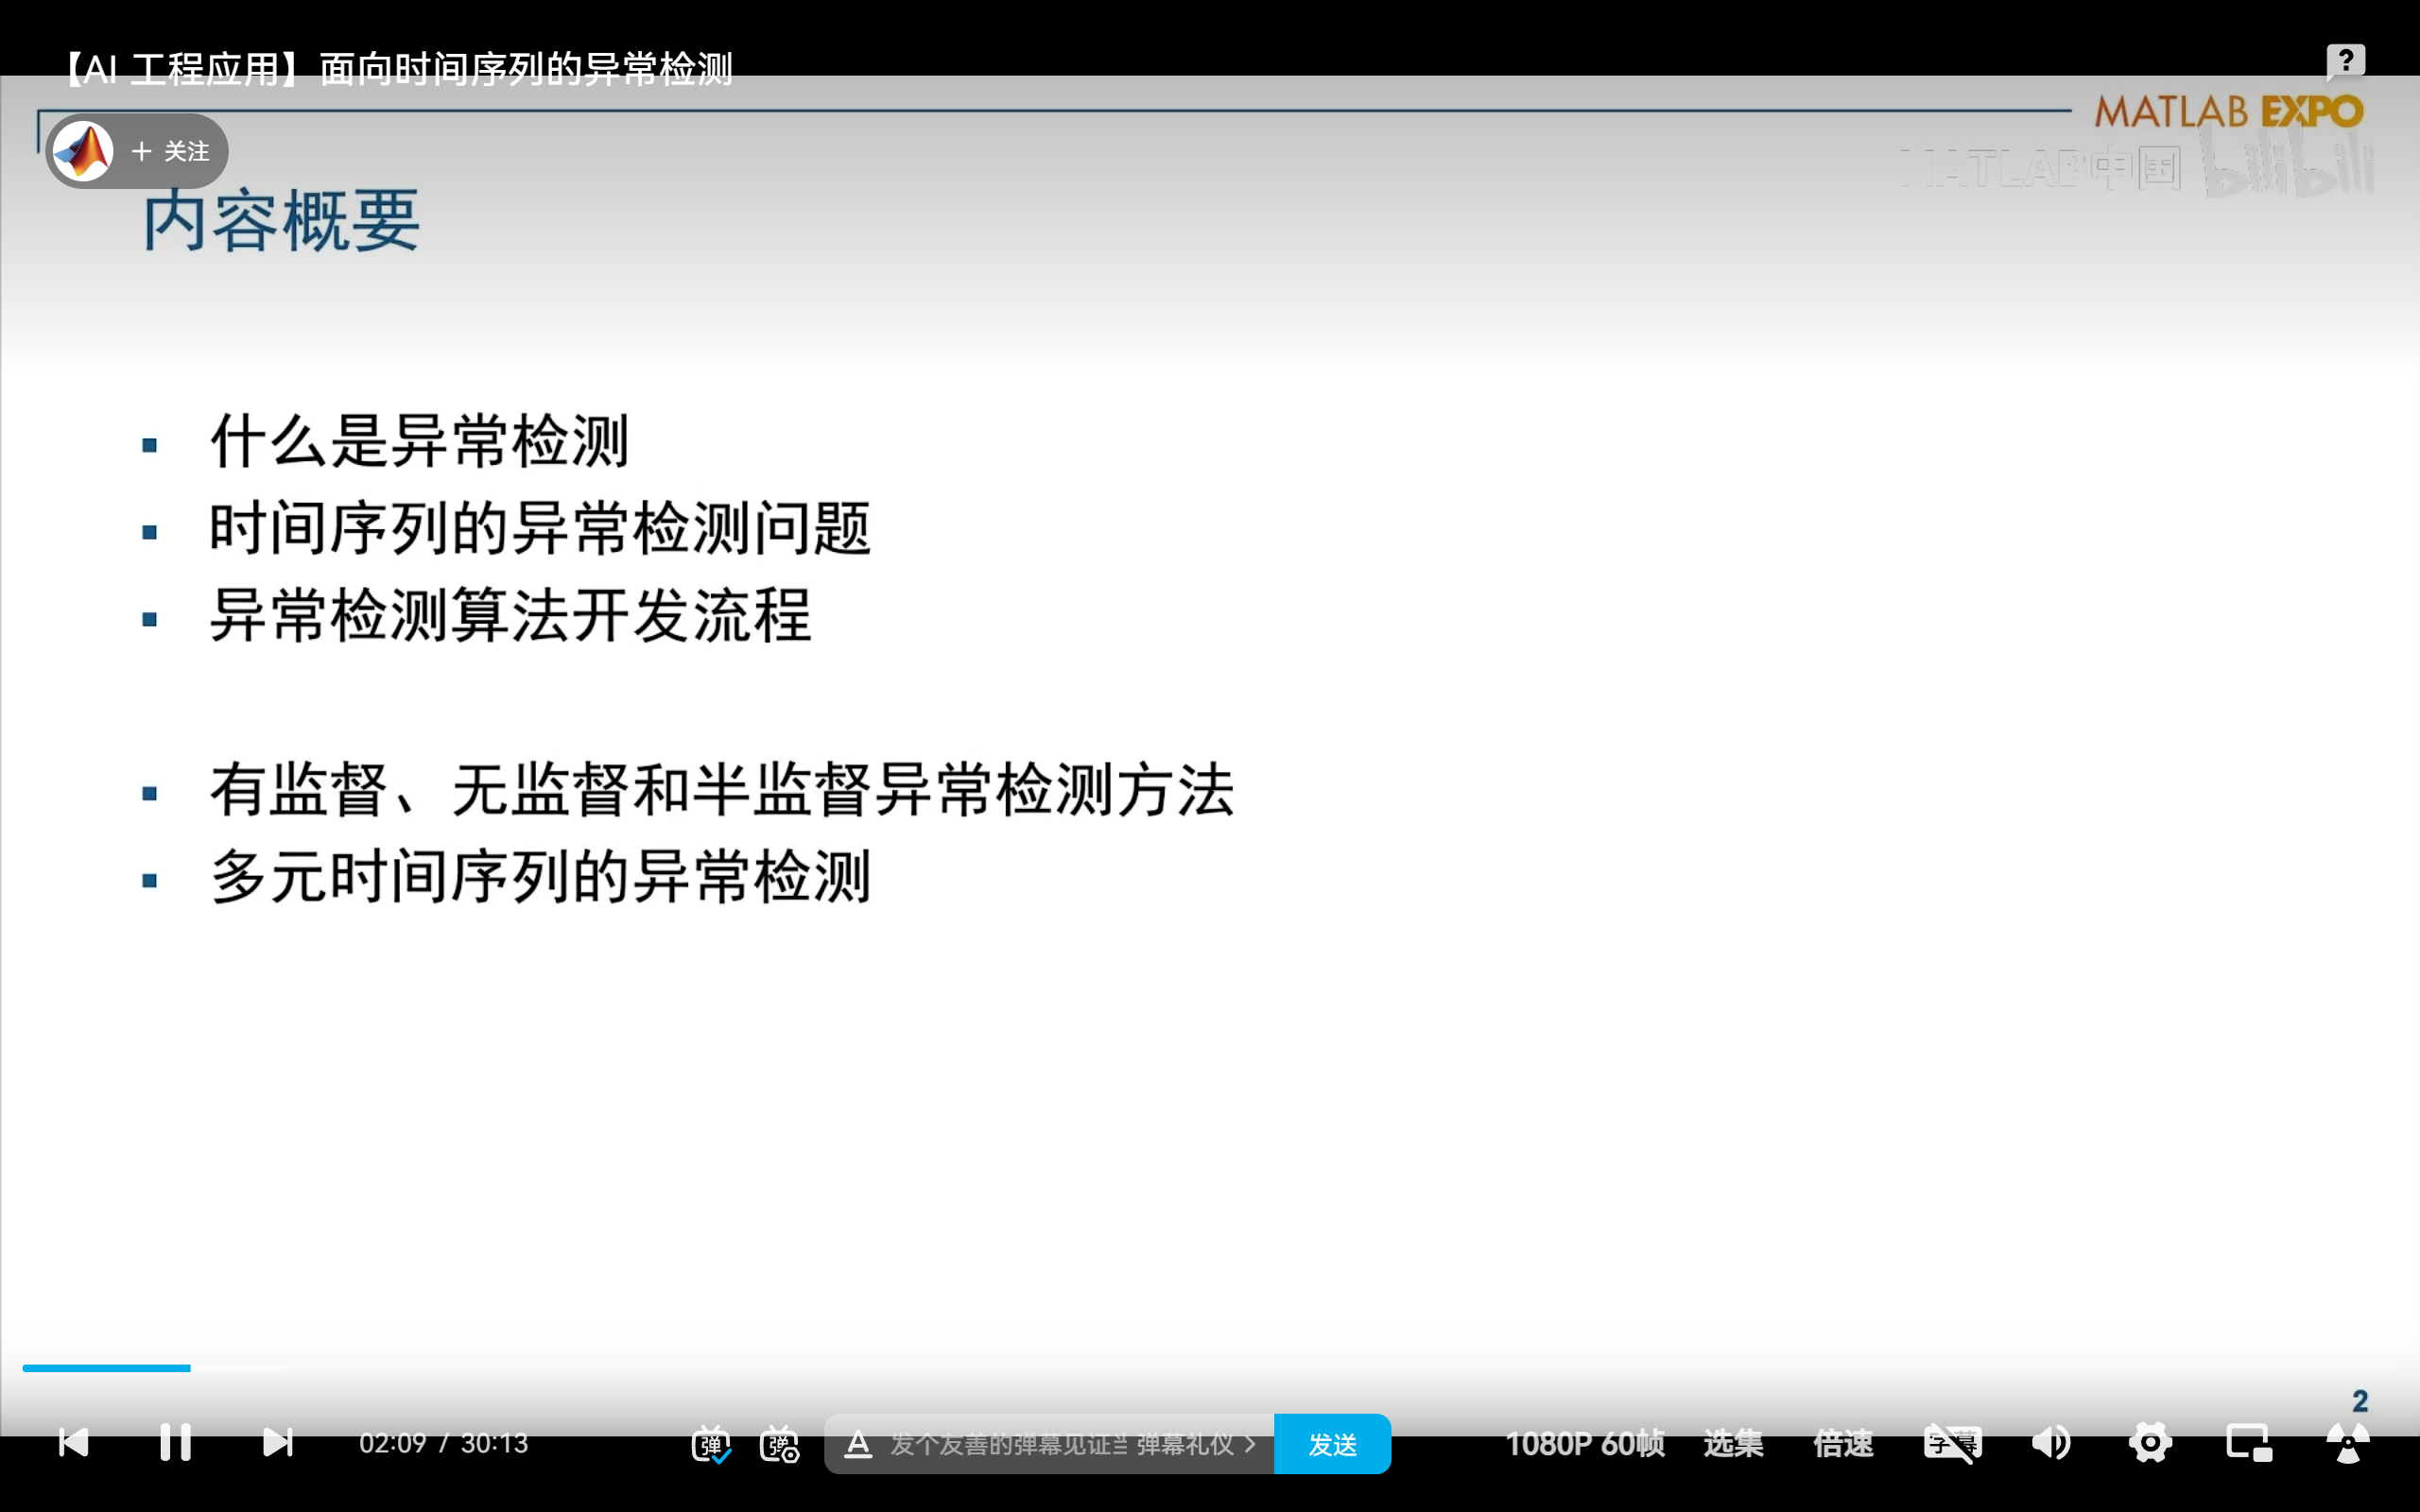 【AI 工程应用】面向时间序列的异常检测
?
MATLAB EXPO
+ 关注
MATLAB中国 bilibili
内容概要
什么是异常检测
时间序列的异常检测问题
异常检测算法开发流程
有监督、无监督和半监督异常检测方法
多元时间序列的异常检测
2
02:09 / 30:13
弹
弹
A
发个友善的弹幕见证
弹幕礼仪 >
发送
1080P 60帧
选集
倍速
字幕